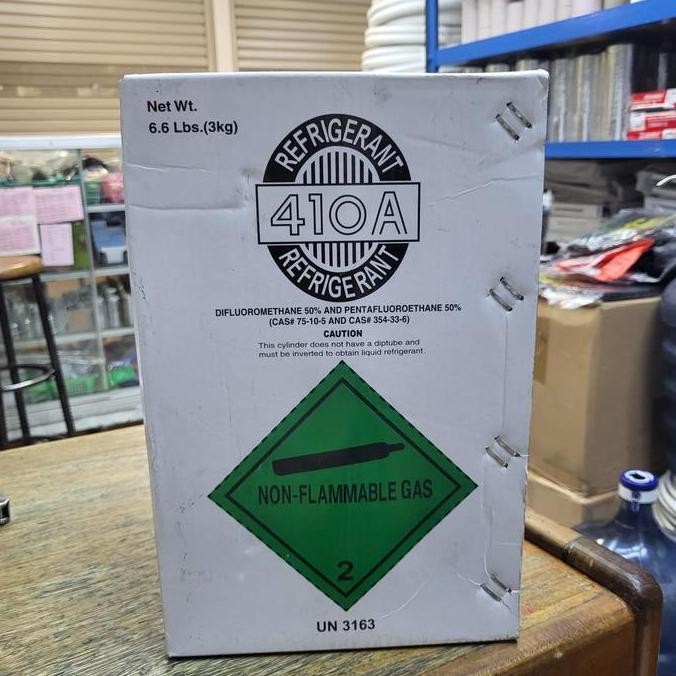 Net Wt.
6.6 Lbs.(3kg)
REFRIGERANT
410A
REFRIGERANT
DIFLUOROMETHANE 50% AND PENTAFLUOROETHANE 50%
(CAS# 75-10-5 AND CAS# 354-33-6)
CAUTION
This cylinder does not have a diptube and
must be inverted to obtain liquid refrigerant.
NON-FLAMMABLE GAS
2
UN 3163